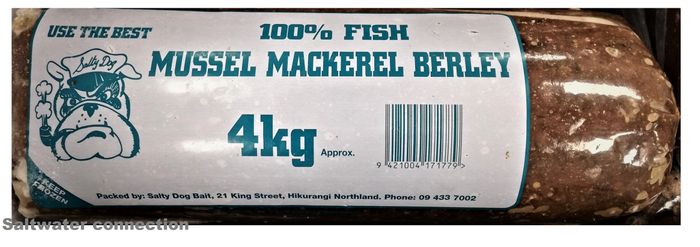 USE THE BEST
100% FISH
Salty Dog
MUSSEL MACKEREL BERLEY
4kg Approx.
9 421004 171779 >
KEEP
FROZEN
Packed by: Salty Dog Bait, 21 King Street, Hikurangi Northland. Phone: 09 433 7002
Saltwater connection